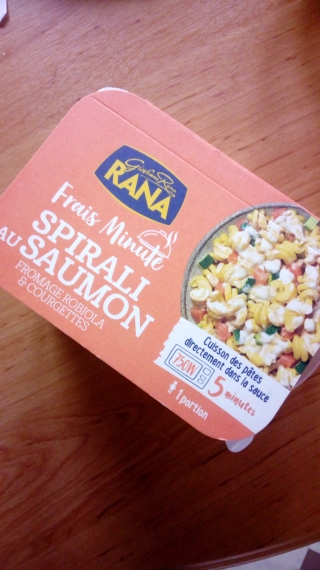 Giovanni Rana
RANA
Frais Minute
SPIRALI
AU SAUMON
FROMAGE ROBIOLA
& COURGETTES
Cuisson des pâtes
directement dans la sauce
750W
5 minutes
1 portion